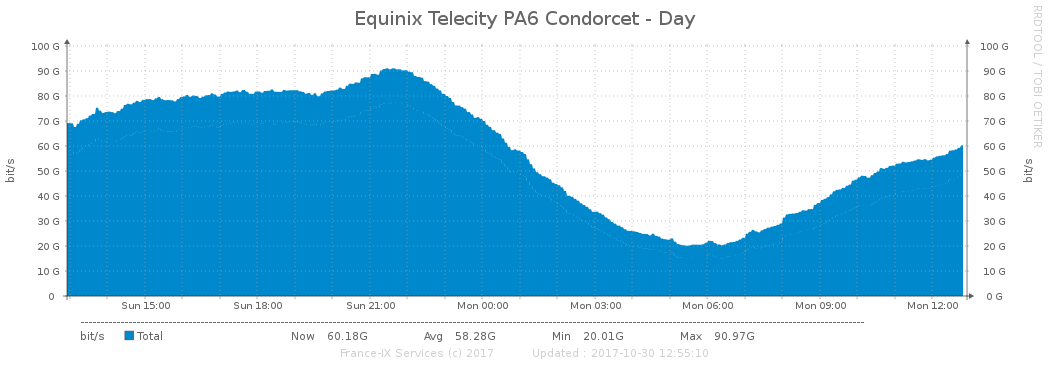 Equinix Telecity PA6 Condorcet - Day
RRDTOOL / TOBI OETIKER
100 G 100 G
90 G 90 G
80 G 80 G
70 G 70 G
60 G 60 G
50 G 50 G
40 G 40 G
30 G 30 G
20 G 20 G
10 G 10 G
0 0 G
bit/s bit/s
Sun 15:00 Sun 18:00 Sun 21:00 Mon 00:00 Mon 03:00 Mon 06:00 Mon 09:00 Mon 12:00
bit/s Total Now 60.18G Avg 58.28G Min 20.01G Max 90.97G
France-IX Services (c) 2017 Updated : 2017-10-30 12:55:10